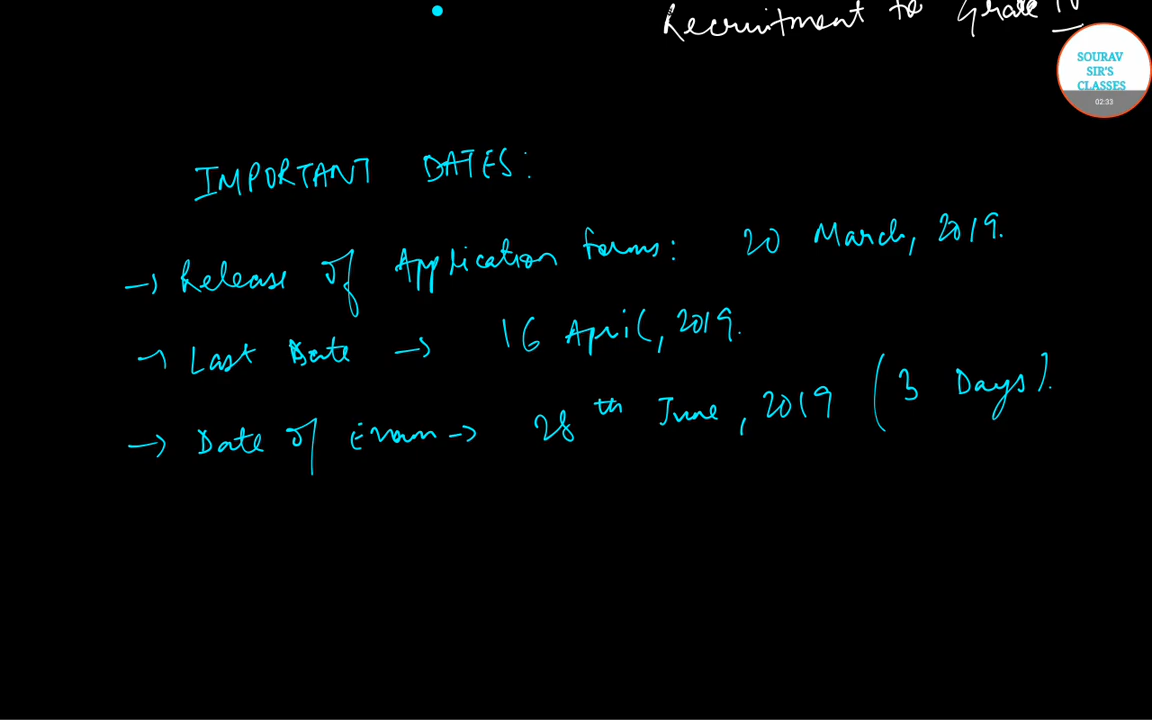 Recruitment to Grade IV
SOURAV
SIR'S
CLASSES
02:33
IMPORTANT DATES:
→ Release of Application forms: 20 March, 2019.
→ Last Date → 16 April, 2019.
→ Date of Exam → 28th June, 2019 (3 Days).